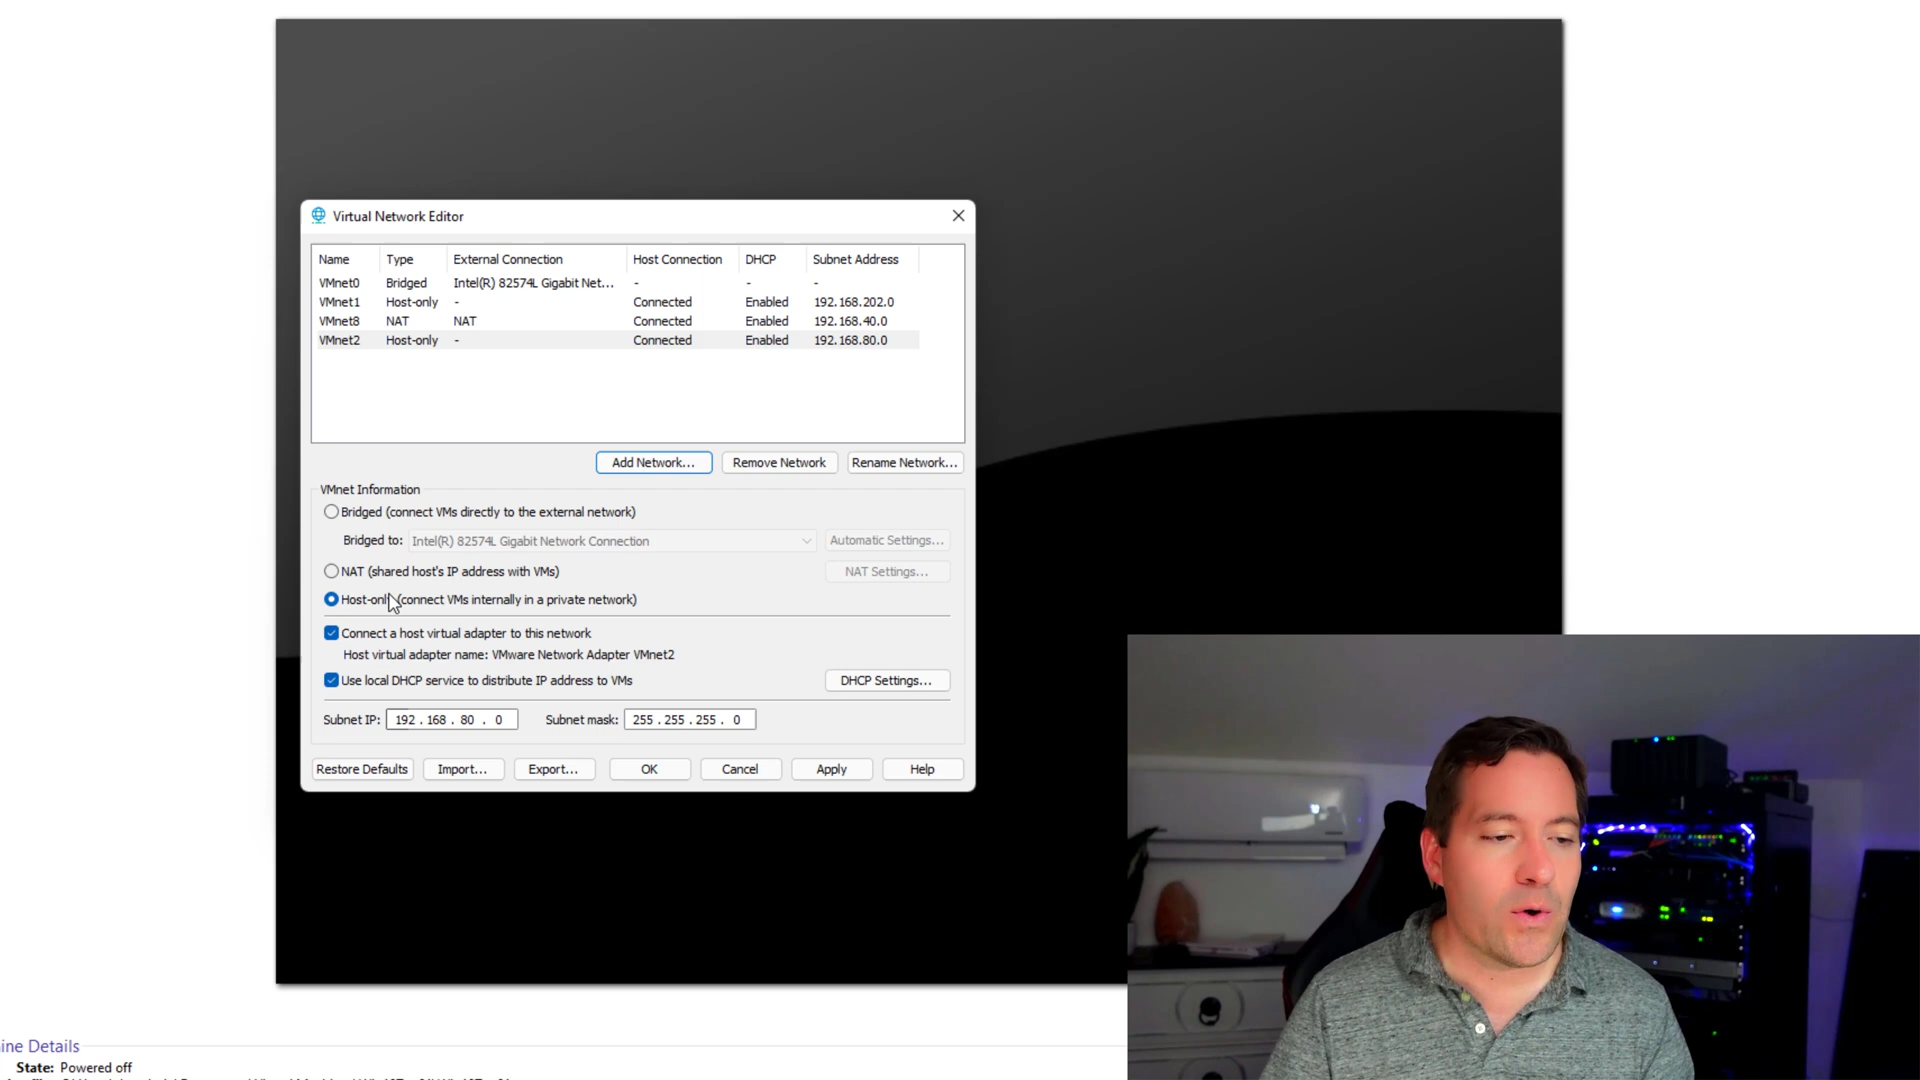 Virtual Network Editor
Name Type External Connection Host Connection DHCP Subnet Address
VMnet0 Bridged Intel(R) 82574L Gigabit Net... - - -
VMnet1 Host-only - Connected Enabled 192.168.202.0
VMnet8 NAT NAT Connected Enabled 192.168.40.0
VMnet2 Host-only - Connected Enabled 192.168.80.0
Add Network... Remove Network Rename Network...
VMnet Information
Bridged (connect VMs directly to the external network)
Bridged to: Intel(R) 82574L Gigabit Network Connection Automatic Settings...
NAT (shared host's IP address with VMs) NAT Settings...
Host-only (connect VMs internally in a private network)
Connect a host virtual adapter to this network
Host virtual adapter name: VMware Network Adapter VMnet2
Use local DHCP service to distribute IP address to VMs DHCP Settings...
Subnet IP: 192 . 168 . 80 . 0 Subnet mask: 255 . 255 . 255 . 0
Restore Defaults Import... Export... OK Cancel Apply Help
ine Details
State: Powered off